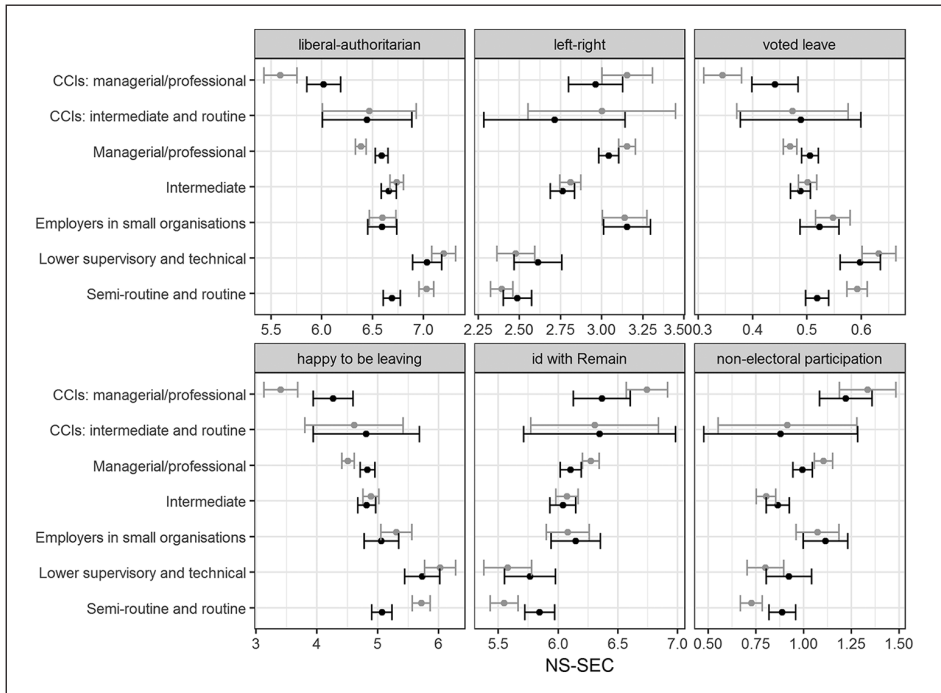 liberal-authoritarian left-right voted leave
CCIs: managerial/professional
CCIs: intermediate and routine
Managerial/professional
Intermediate
Employers in small organisations
Lower supervisory and technical
Semi-routine and routine
5.5 6.0 6.5 7.0 2.25 2.50 2.75 3.00 3.25 3.50 0.3 0.4 0.5 0.6
happy to be leaving id with Remain non-electoral participation
CCIs: managerial/professional
CCIs: intermediate and routine
Managerial/professional
Intermediate
Employers in small organisations
Lower supervisory and technical
Semi-routine and routine
3 4 5 6 5.5 6.0 6.5 7.0 0.50 0.75 1.00 1.25 1.50
NS-SEC